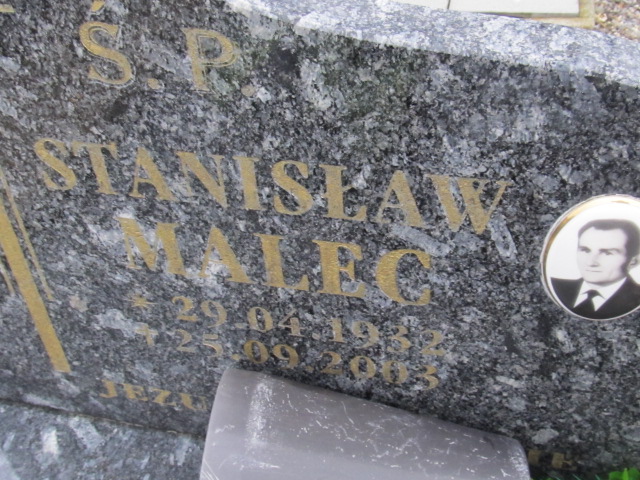 Ś.P.
STANISŁAW
MALEC
* 29.04.1932
† 25.09.2003